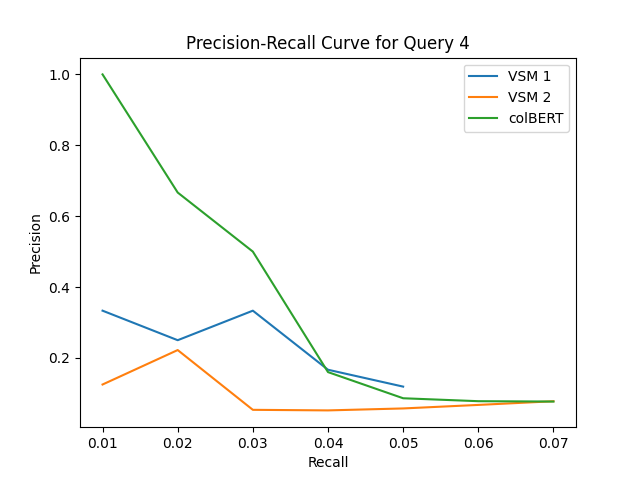 Precision-Recall Curve for Query 4
VSM 1
VSM 2
colBERT
Precision
1.0
0.8
0.6
0.4
0.2
0.01 0.02 0.03 0.04 0.05 0.06 0.07
Recall